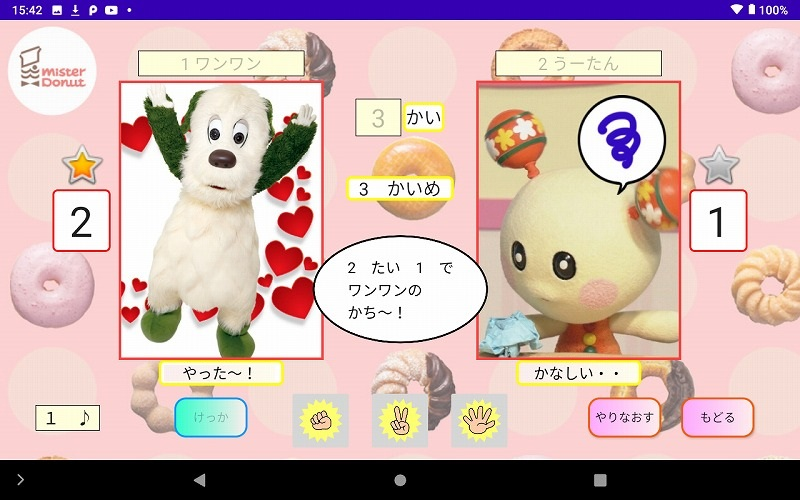 15:42
100%
mister
Donut
1 ワンワン
2 うーたん
3
かい
3 かいめ
2
1
2 たい 1 で
ワンワンの
かち～！
やった～！
かなしい・・
1 ♪
けっか
やりなおす
もどる